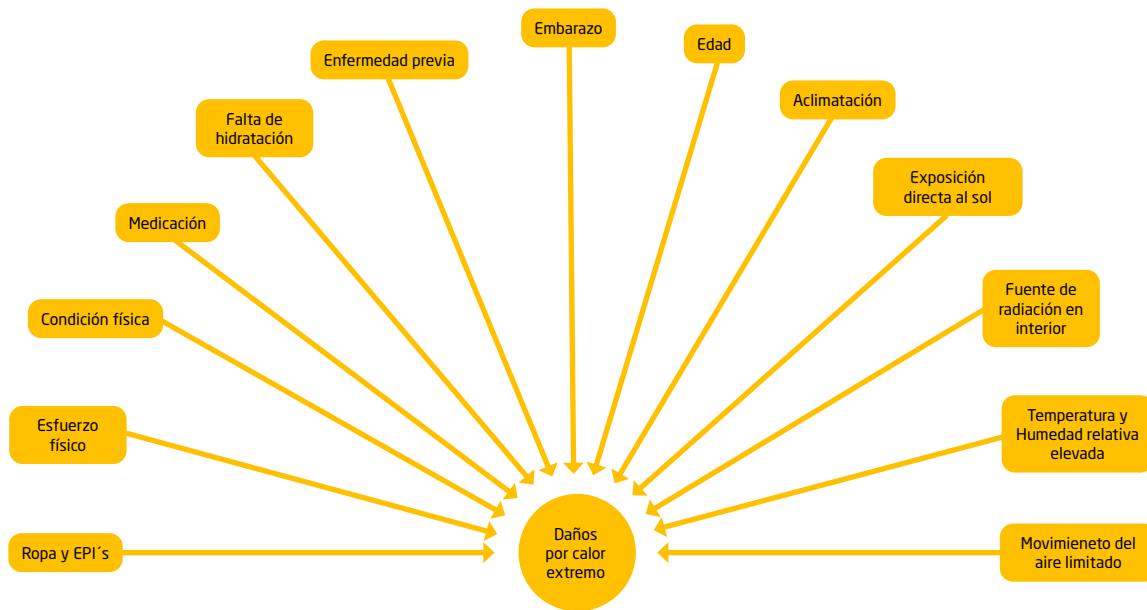 Embarazo
Edad
Enfermedad previa
Aclimatación
Falta de
hidratación
Exposición
directa al sol
Medicación
Fuente de
radiación en
interior
Condición física
Esfuerzo
físico
Temperatura y
Humedad relativa
elevada
Ropa y EPI´s
Daños
por calor
extremo
Movimieneto del
aire limitado